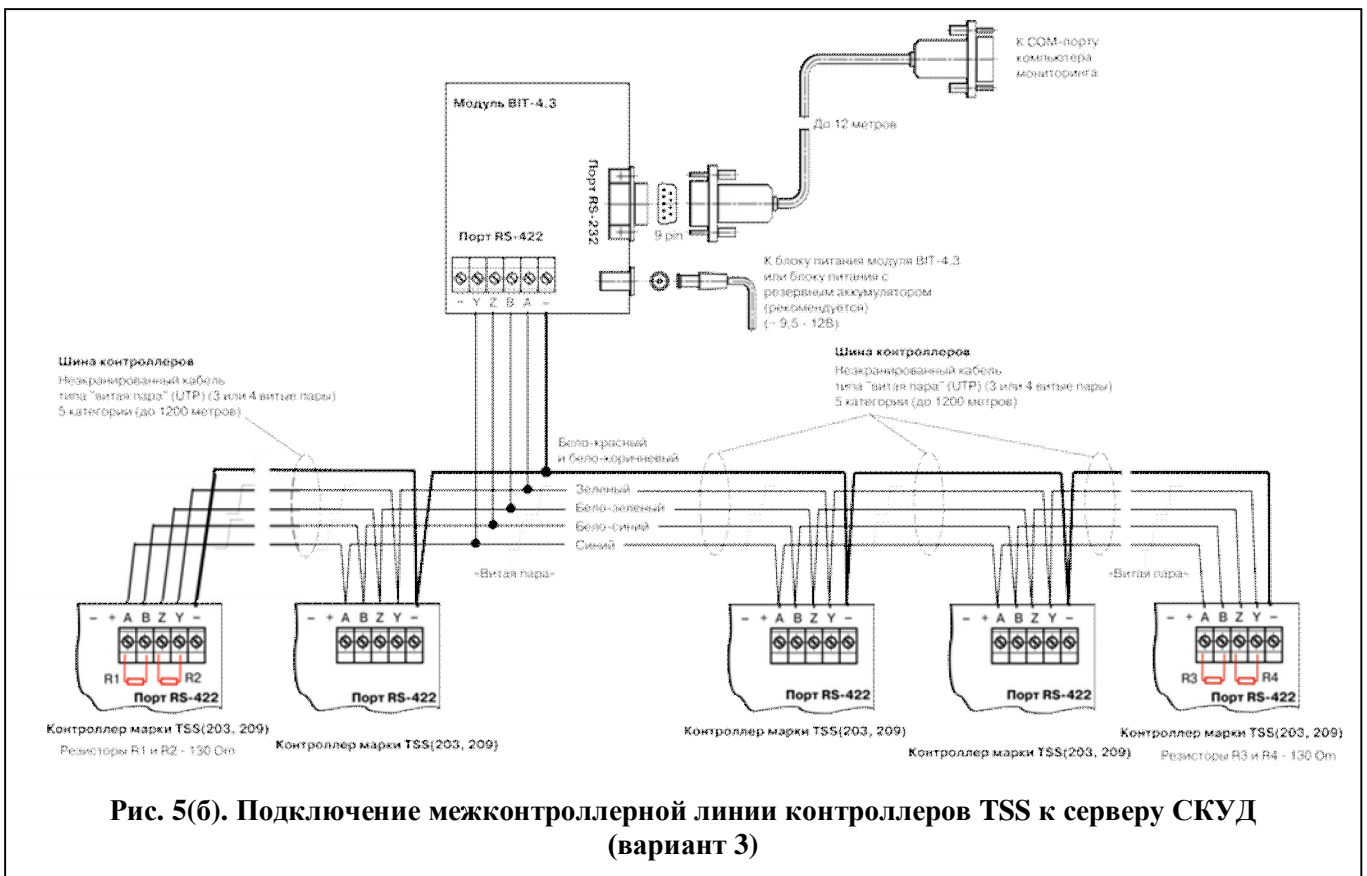 К COM-порту
компьютера
мониторинга
Модуль BIT-4.3
До 12 метров
Порт RS-232
9 pin
Порт RS-422
– Y Z B A –
К блоку питания модуля BIT-4.3
или блоку питания с
резервным аккумулятором
(рекомендуется)
(~ 9,5 - 12В)
Шина контроллеров
Неэкранированный кабель
типа "витая пара" (UTP) (3 или 4 витые пары)
5 категории (до 1200 метров)
Шина контроллеров
Неэкранированный кабель
типа "витая пара" (UTP) (3 или 4 витые пары)
5 категории (до 1200 метров)
Бело-красный
и бело-коричневый
Зеленый
Бело-зеленый
Бело-синий
Синий
«Витая пара»
«Витая пара»
– + A B Z Y –
R1 R2
Порт RS-422
Контроллер марки TSS(203, 209)
Резисторы R1 и R2 - 130 Om
– + A B Z Y –
Порт RS-422
Контроллер марки TSS(203, 209)
– + A B Z Y –
Порт RS-422
Контроллер марки TSS(203, 209)
– + A B Z Y –
Порт RS-422
Контроллер марки TSS(203, 209)
– + A B Z Y –
R3 R4
Порт RS-422
Контроллер марки TSS(203, 209)
Резисторы R3 и R4 - 130 Om
Рис. 5(б). Подключение межконтроллерной линии контроллеров TSS к серверу СКУД
(вариант 3)